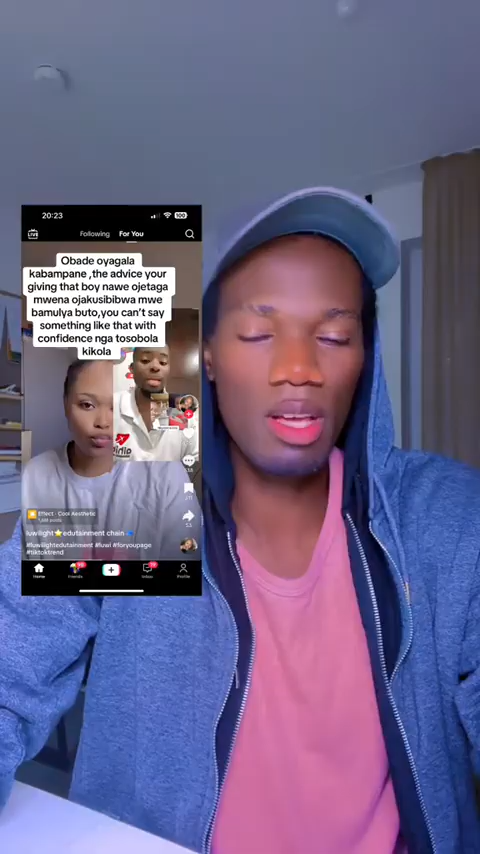 20:23
100
LIVE
Following For You
Obade oyagala
kabampane ,the advice your
giving that boy nawe ojetaga
mwena ojakusibibwa mwe
bamulya buto,you can't say
something like that with
confidence nga tosobola
kikola
Effect · Cool Aesthetic
luwilight⭐edutainment chain
#luwilightedutainment #luwi #foryoupage
#tiktoktrend
Home Friends Inbox Profile